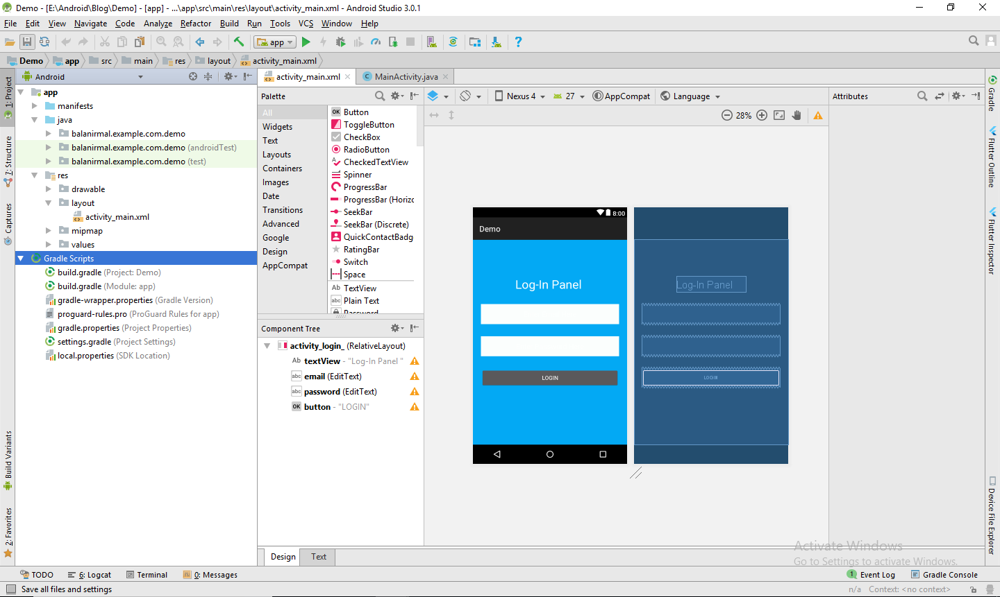 Demo - [E:\Android\Blog\Demo] - [app] - ...\app\src\main\res\layout\activity_main.xml - Android Studio 3.0.1
File Edit View Navigate Code Analyze Refactor Build Run Tools VCS Window Help
app
Demo app src main res layout activity_main.xml
Android
activity_main.xml
MainActivity.java
1: Project
7: Structure
Captures
Build Variants
2: Favorites
app
manifests
java
balanirmal.example.com.demo
balanirmal.example.com.demo (androidTest)
balanirmal.example.com.demo (test)
res
drawable
layout
activity_main.xml
mipmap
values
Gradle Scripts
build.gradle (Project: Demo)
build.gradle (Module: app)
gradle-wrapper.properties (Gradle Version)
proguard-rules.pro (ProGuard Rules for app)
gradle.properties (Project Properties)
settings.gradle (Project Settings)
local.properties (SDK Location)
Palette
All
Widgets
Text
Layouts
Containers
Images
Date
Transitions
Advanced
Google
Design
AppCompat
OK Button
ToggleButton
CheckBox
RadioButton
CheckedTextView
Spinner
ProgressBar
ProgressBar (Horizo
SeekBar
SeekBar (Discrete)
QuickContactBadg
RatingBar
Switch
Space
Ab TextView
abc Plain Text
Password
Component Tree
activity_login_ (RelativeLayout)
Ab textView - "Log-In Panel "
abc email (EditText)
abc password (EditText)
OK button - "LOGIN"
Nexus 4 27 AppCompat Language
28%
8:00
Demo
Log-In Panel
LOGIN
Log-In Panel
LOGIN
Attributes
Gradle
Flutter Outline
Flutter Inspector
Device File Explorer
Design Text
Activate Windows
Go to Settings to activate Windows.
TODO 6: Logcat Terminal 0: Messages
1 Event Log Gradle Console
Save all files and settings
n/a Context: <no context>